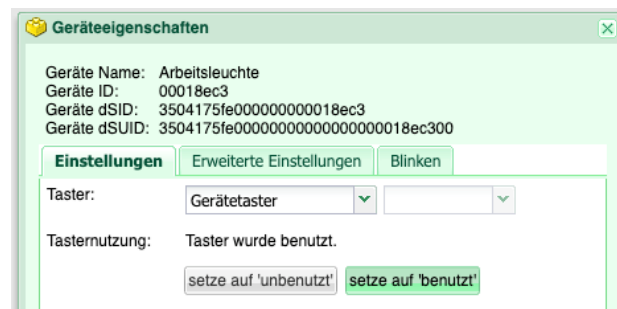 Geräteeigenschaften
Geräte Name: Arbeitsleuchte
Geräte ID: 00018ec3
Geräte dSID: 3504175fe000000000018ec3
Geräte dSUID: 3504175fe00000000000000000018ec300
Einstellungen Erweiterte Einstellungen Blinken
Taster: Gerätetaster
Tasternutzung: Taster wurde benutzt.
setze auf 'unbenutzt' setze auf 'benutzt'